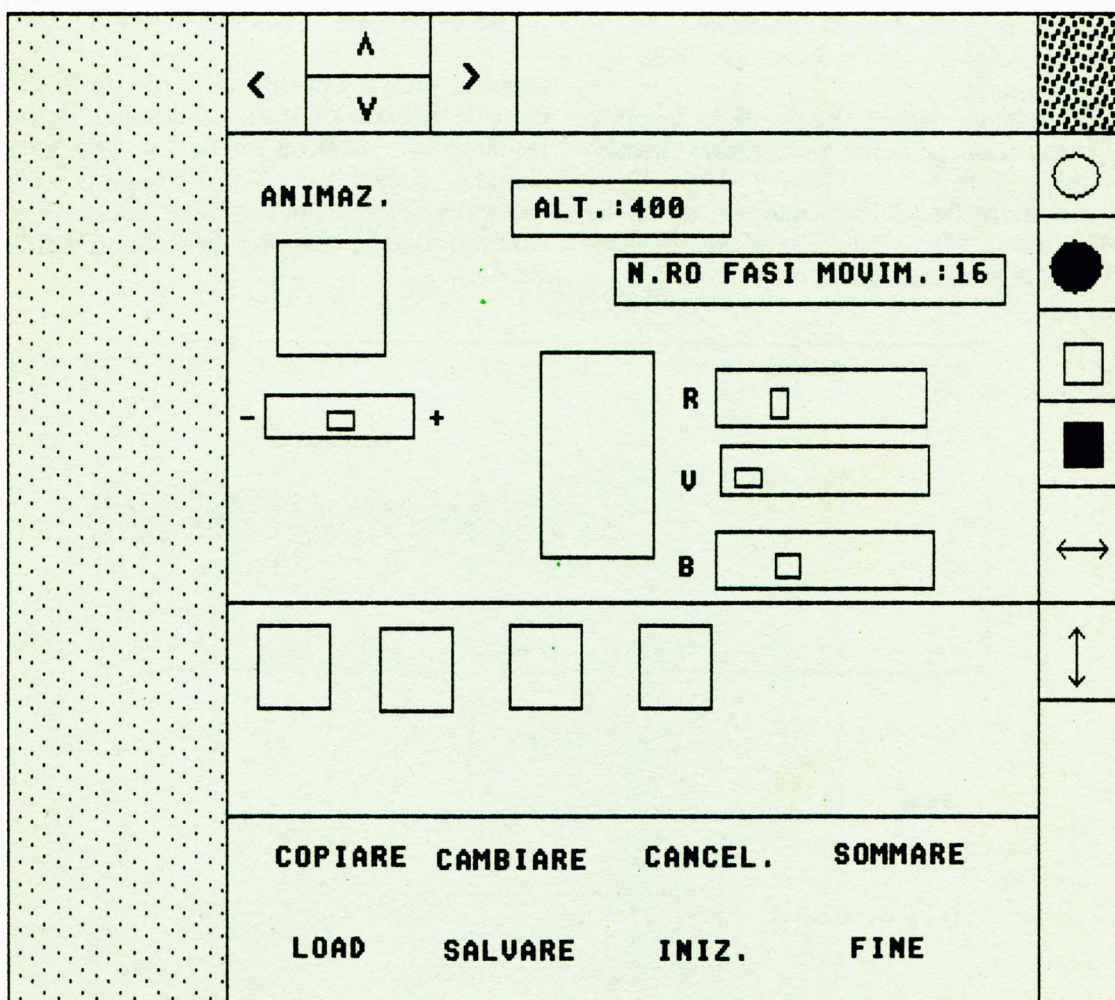 ANIMAZ.
ALT.:400
N.RO FASI MOVIM.:16
R
- +
V
B
COPIARE CAMBIARE CANCEL. SOMMARE
LOAD SALVARE INIZ. FINE